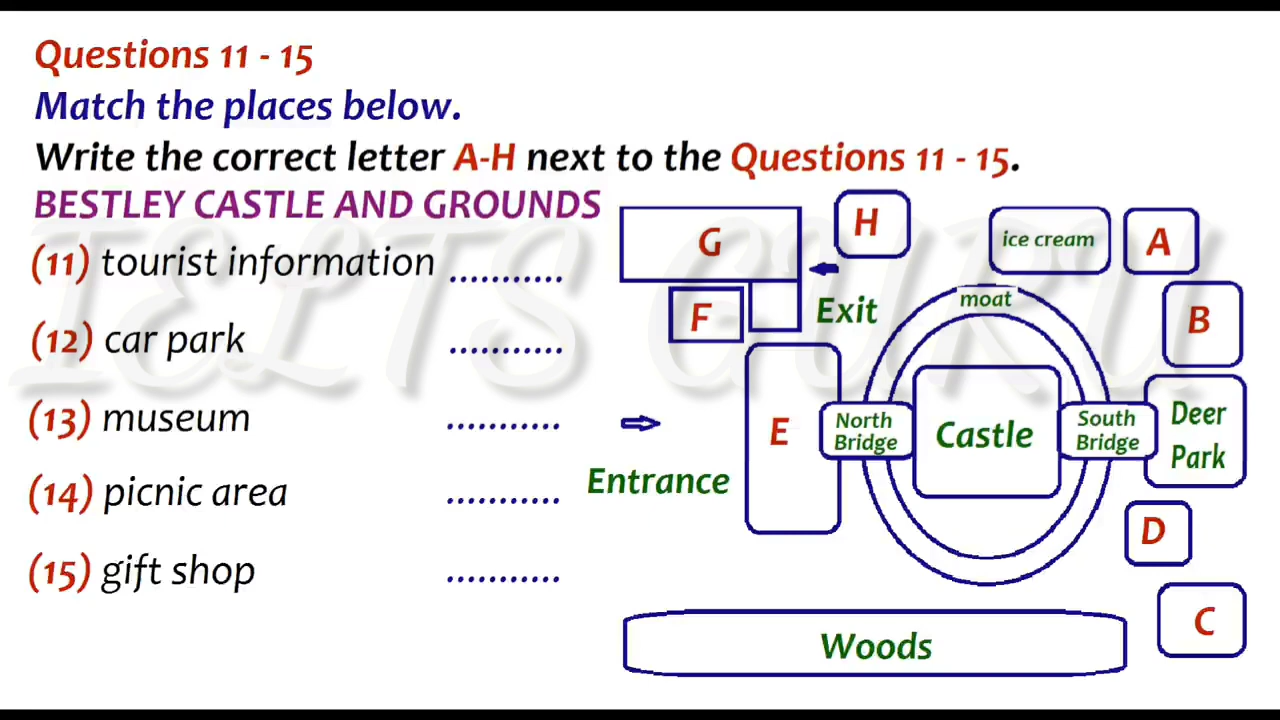 Questions 11 - 15
Match the places below.
Write the correct letter A-H next to the Questions 11 - 15.
BESTLEY CASTLE AND GROUNDS
(11) tourist information ...........
(12) car park ...........
(13) museum ...........
(14) picnic area ...........
(15) gift shop ...........
G
H
ice cream
A
F
Exit
moat
B
E
North
Bridge
Castle
South
Bridge
Deer
Park
Entrance
D
C
Woods
IELTS GURU